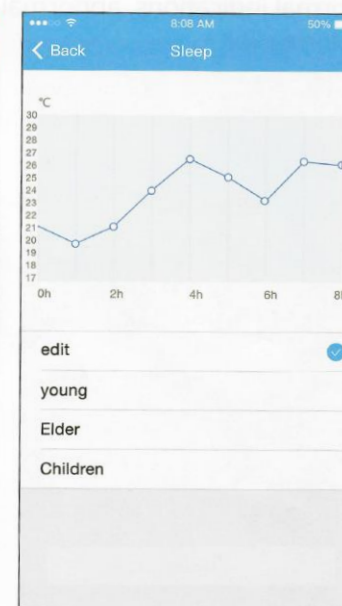 8:08 AM 50%
Back Sleep
°C
30
29
28
27
26
25
24
23
22
21
20
19
18
17
0h 2h 4h 6h
edit
young
Elder
Children